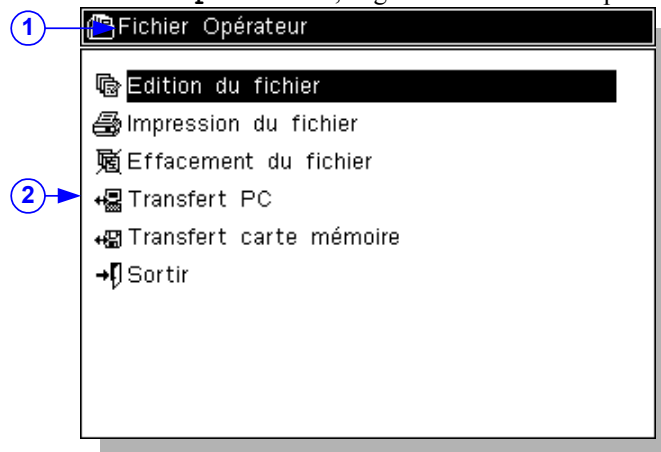 1
Fichier Opérateur
Edition du fichier
Impression du fichier
Effacement du fichier
2
Transfert PC
Transfert carte mémoire
Sortir